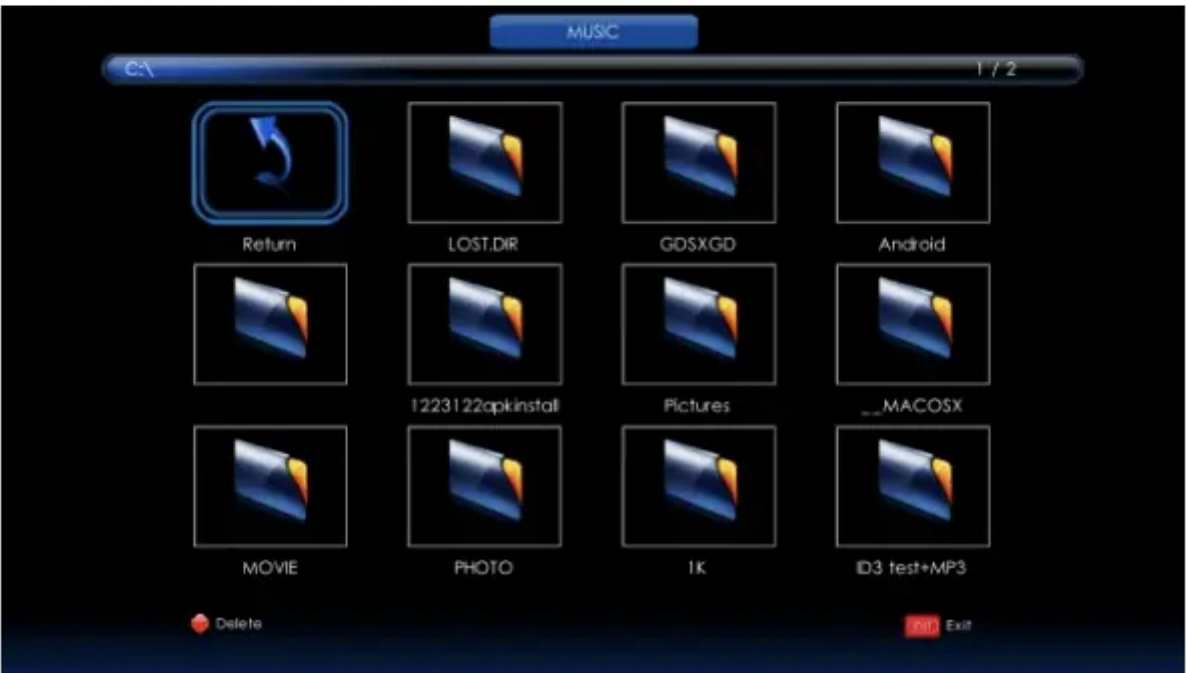 MUSIC
C:\ 1 / 2
Return LOST.DIR GDSXGD Android
1223122apkinstall Pictures __MACOSX
MOVIE PHOTO 1K ID3 test+MP3
Delete Exit